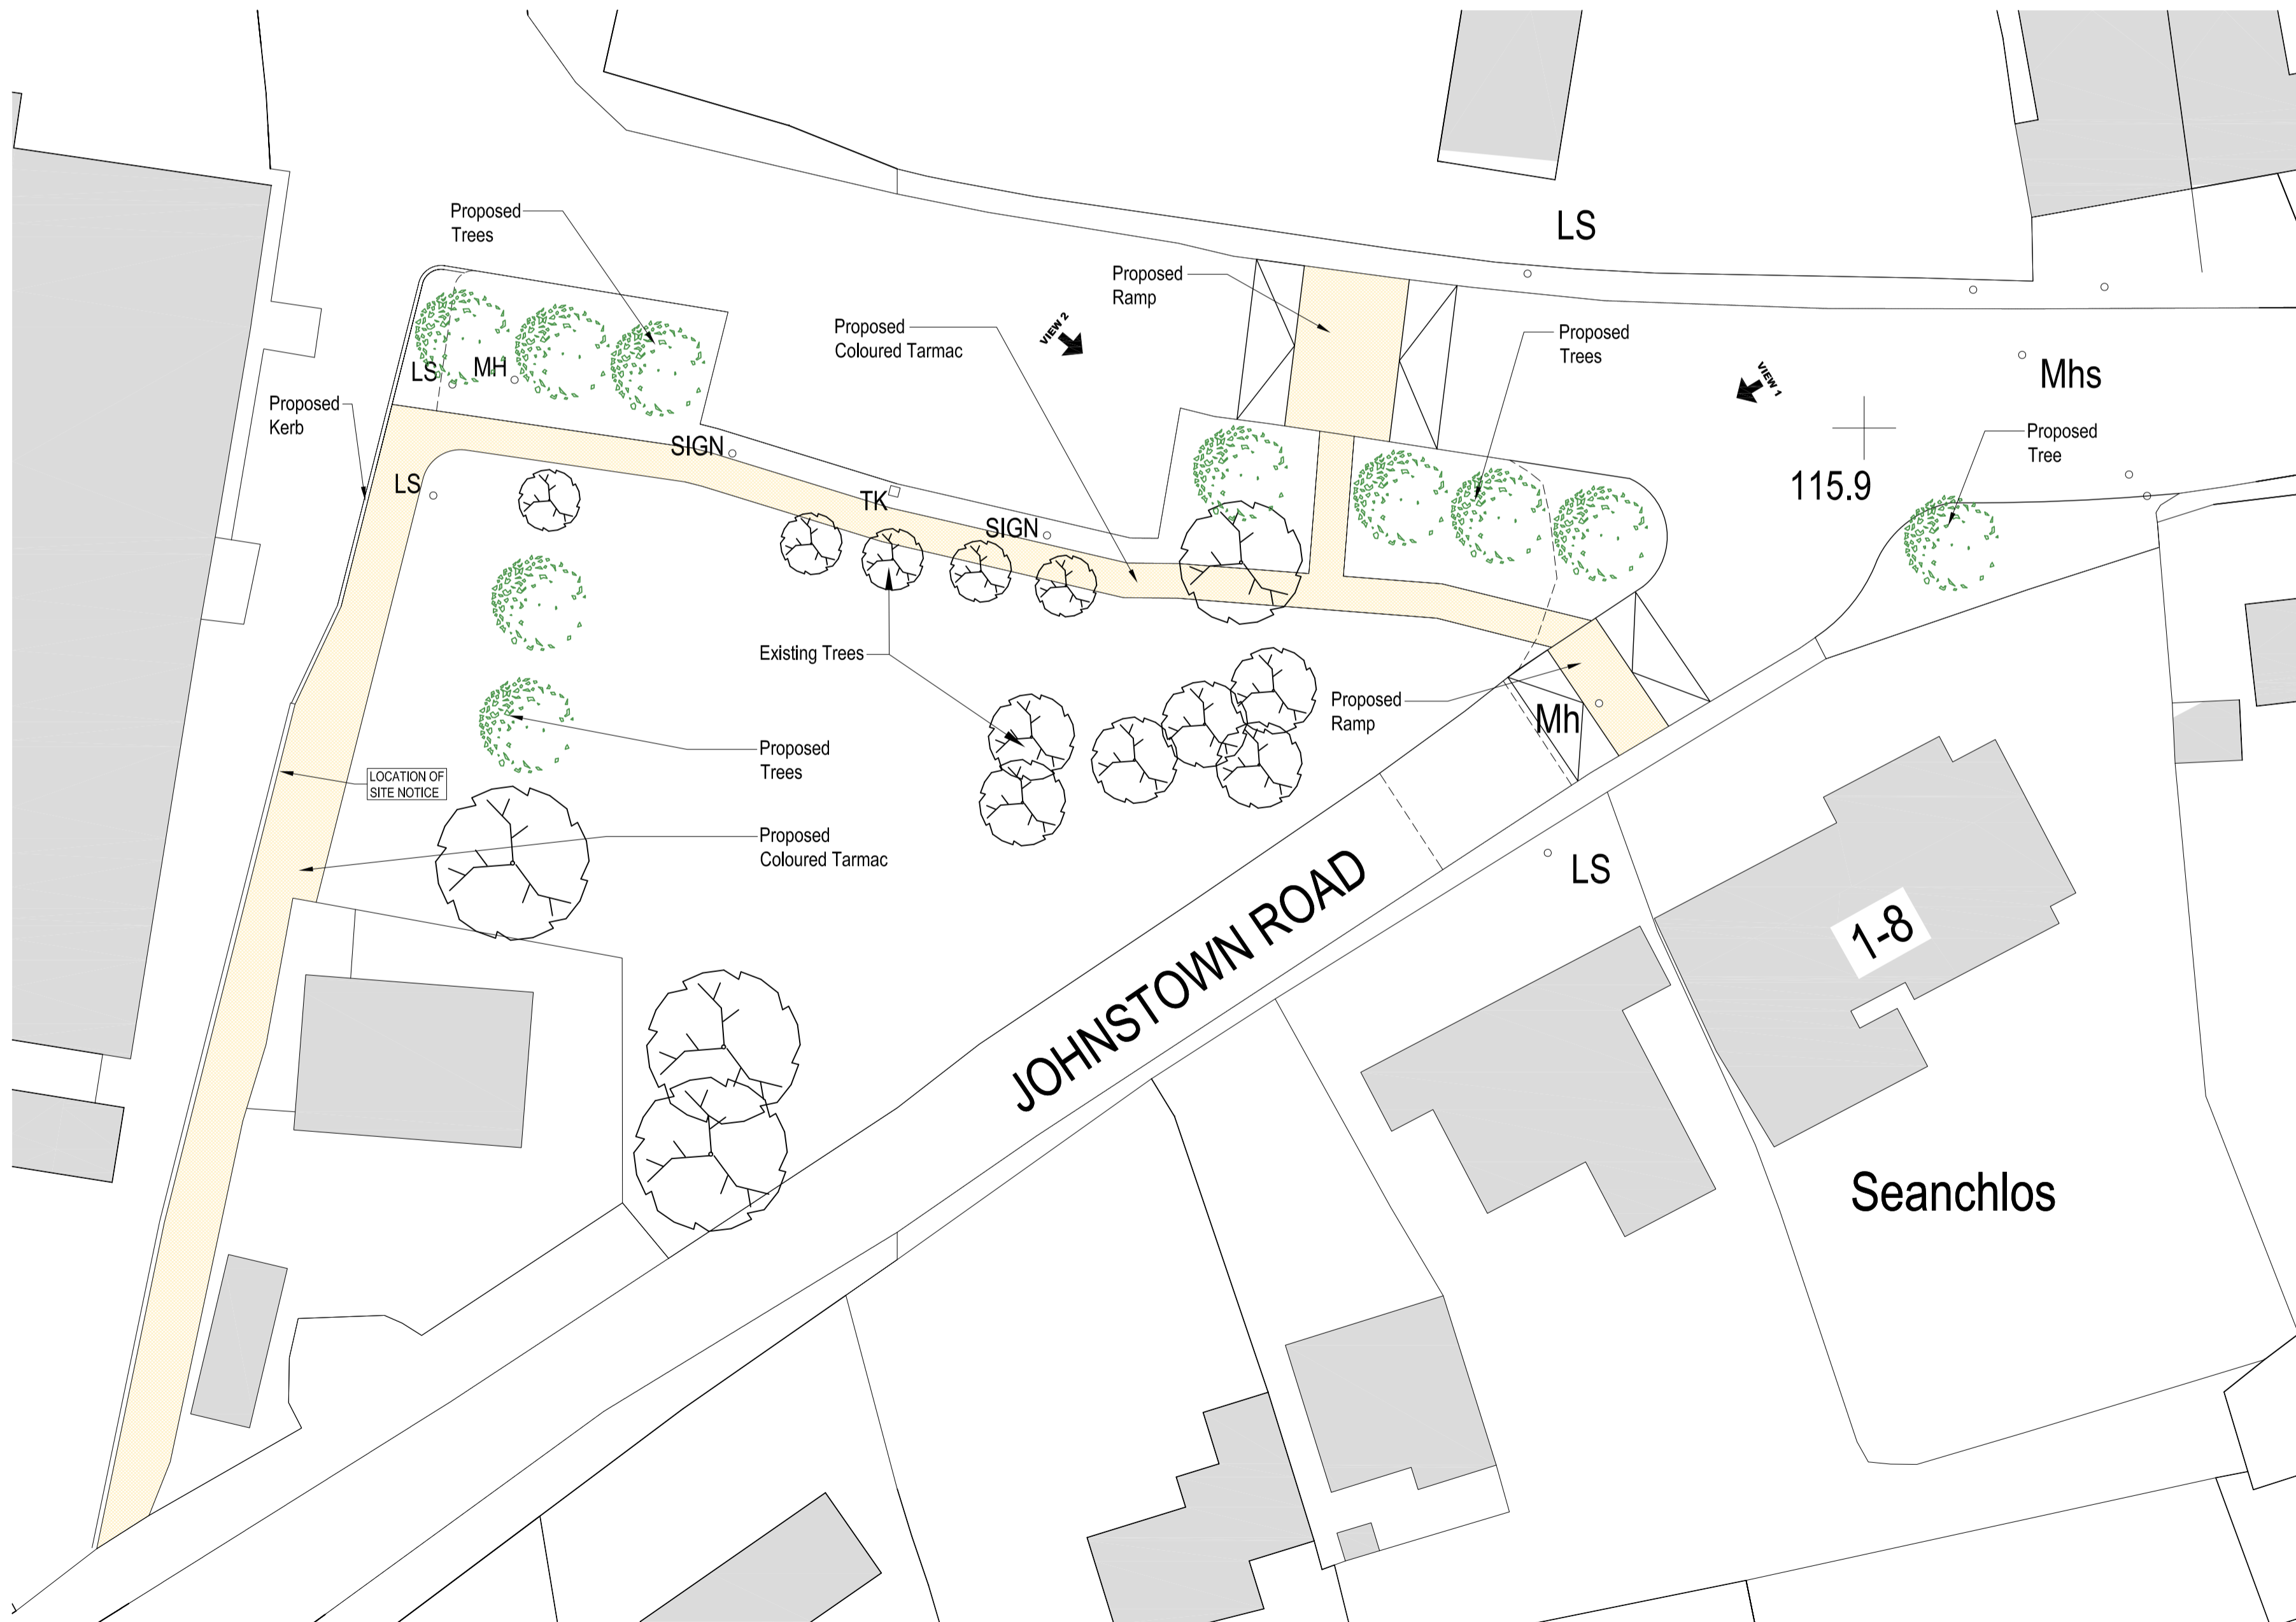 LS
Proposed
Trees
Proposed
Ramp
VIEW 2
Proposed
Coloured Tarmac
Proposed
Trees
LS
MH
VIEW 1
Mhs
Proposed
Kerb
SIGN
Proposed
Tree
LS
115.9
TK
SIGN
Existing Trees
Proposed
Ramp
Mh
Proposed
Trees
LOCATION OF
SITE NOTICE
Proposed
Coloured Tarmac
JOHNSTOWN ROAD
LS
1-8
Seanchlos